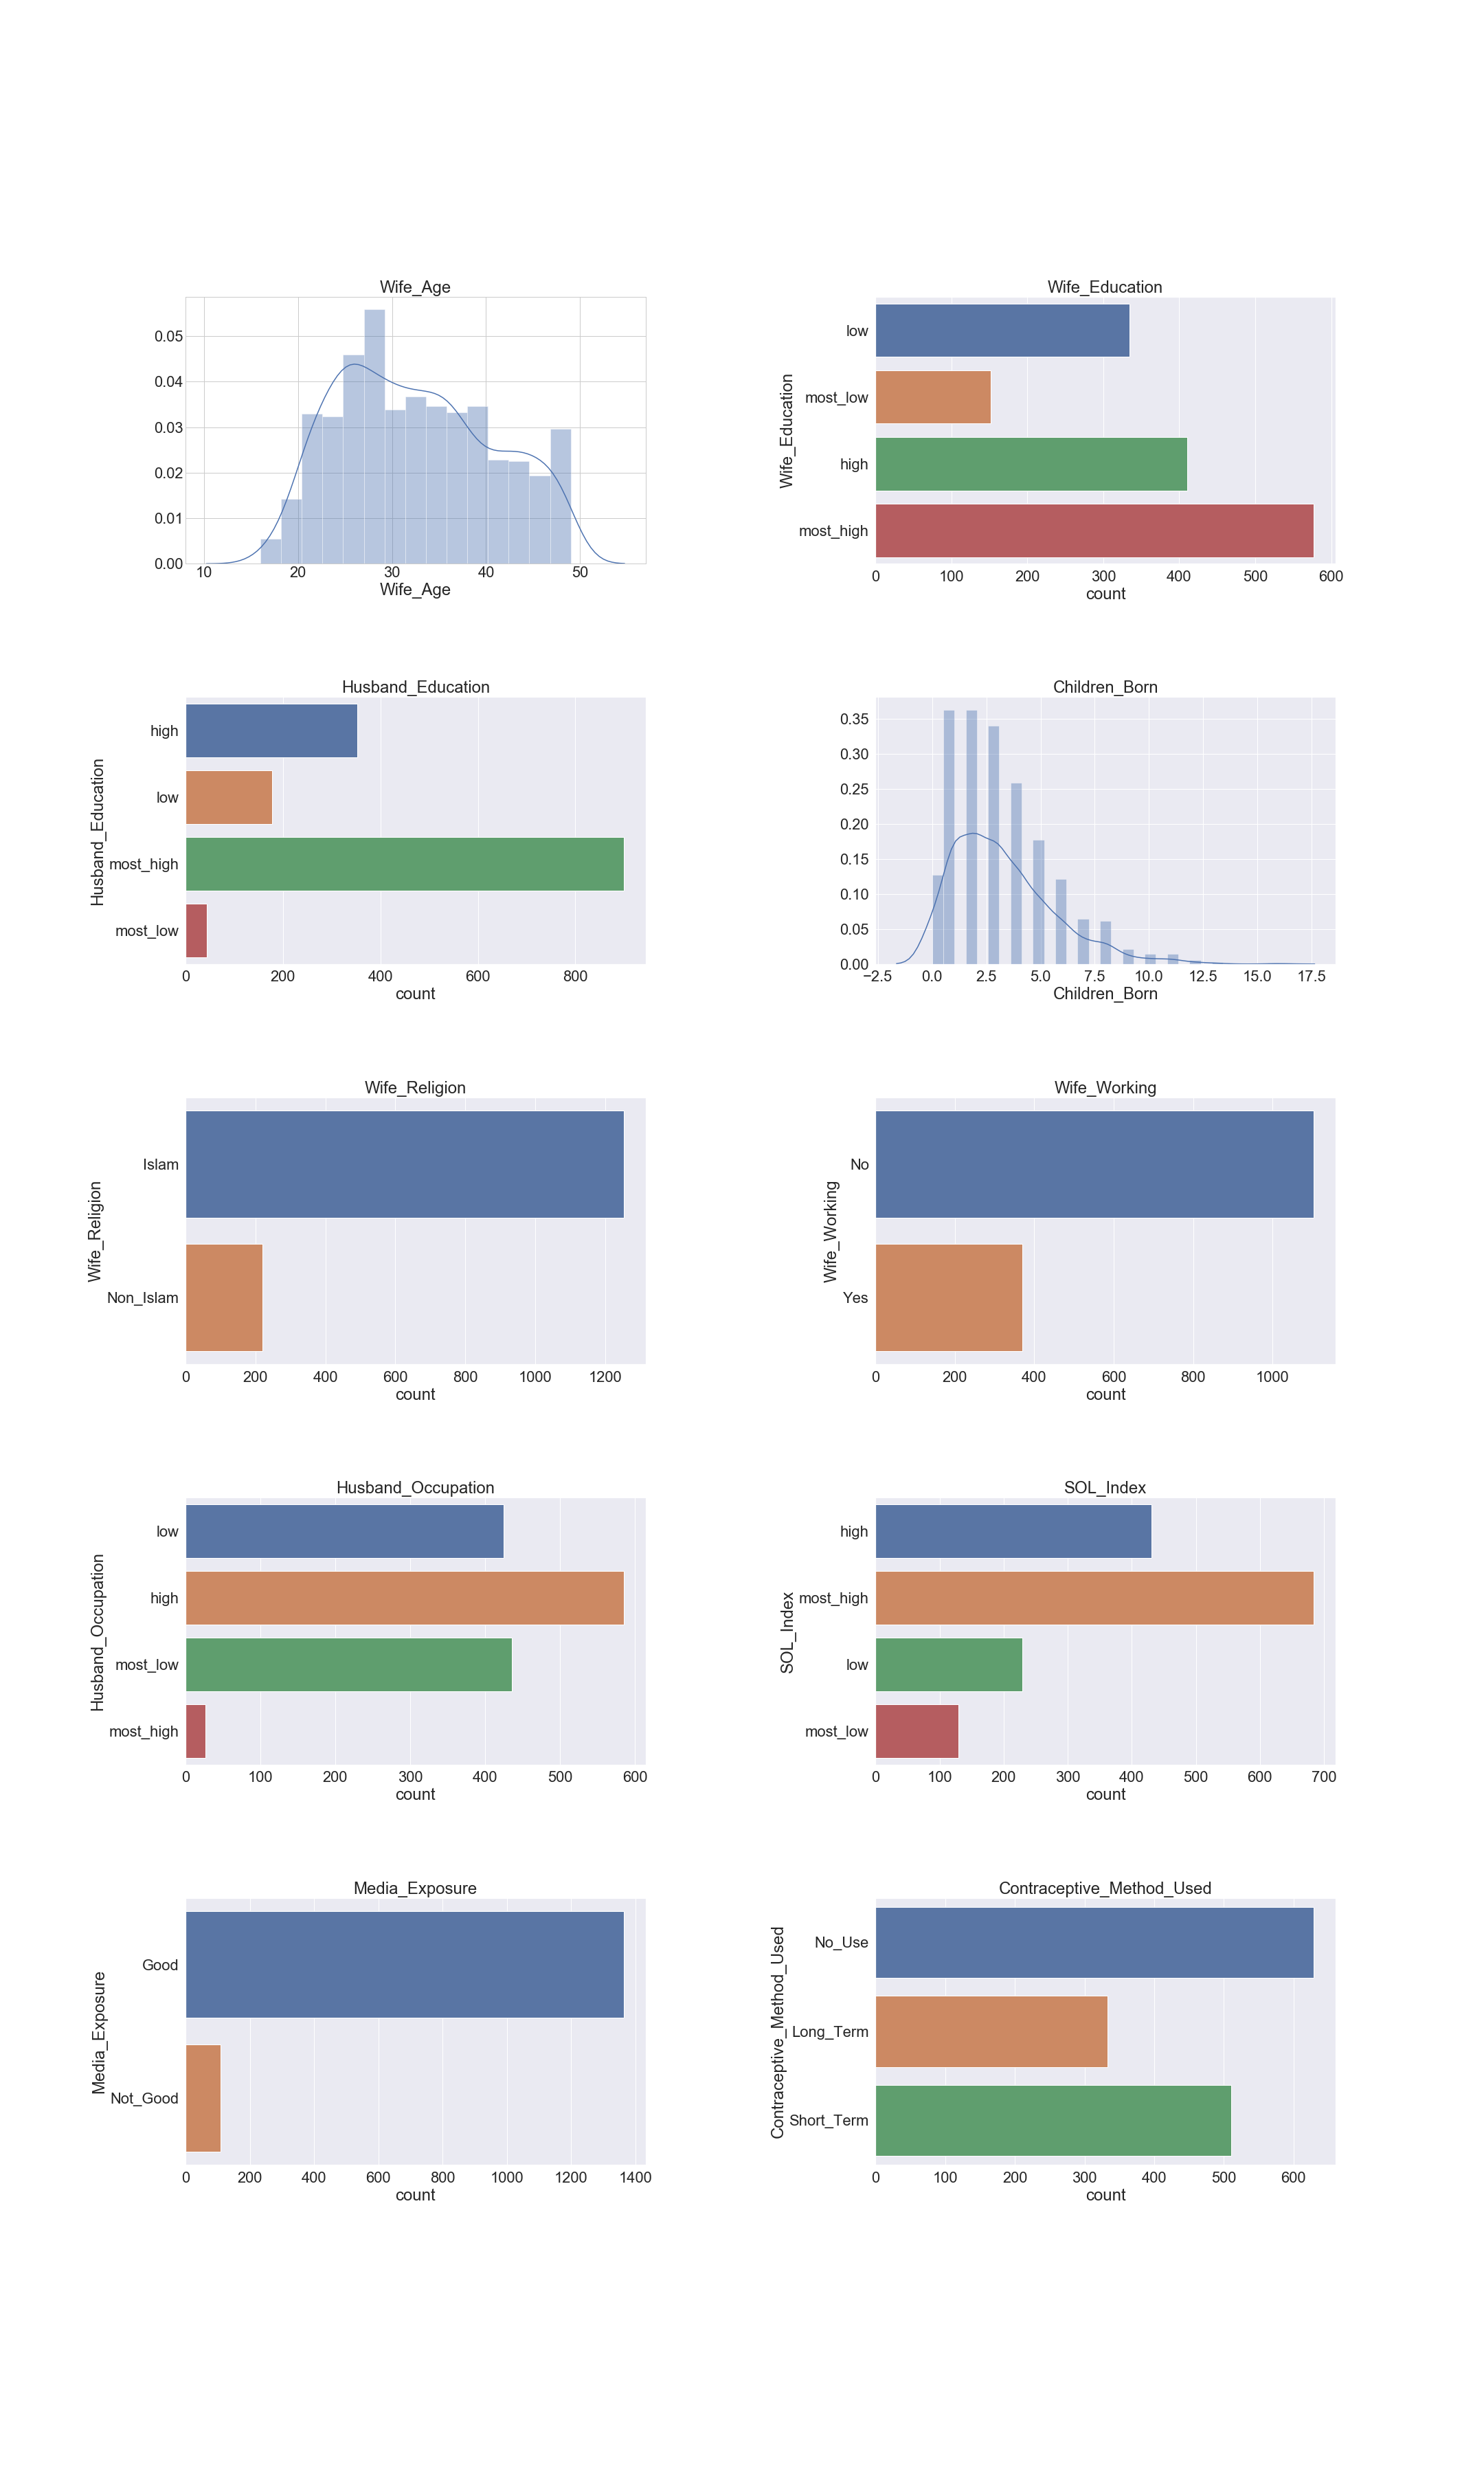 Wife_Age
0.05
0.04
0.03
0.02
0.01
0.00
10 20 30 40 50
Wife_Age
Wife_Education
Wife_Education
low
most_low
high
most_high
0 100 200 300 400 500 600
count
Husband_Education
Husband_Education
high
low
most_high
most_low
0 200 400 600 800
count
Children_Born
0.35
0.30
0.25
0.20
0.15
0.10
0.05
0.00
−2.5 0.0 2.5 5.0 7.5 10.0 12.5 15.0 17.5
Children_Born
Wife_Religion
Wife_Religion
Islam
Non_Islam
0 200 400 600 800 1000 1200
count
Wife_Working
Wife_Working
No
Yes
0 200 400 600 800 1000
count
Husband_Occupation
Husband_Occupation
low
high
most_low
most_high
0 100 200 300 400 500 600
count
SOL_Index
SOL_Index
high
most_high
low
most_low
0 100 200 300 400 500 600 700
count
Media_Exposure
Media_Exposure
Good
Not_Good
0 200 400 600 800 1000 1200 1400
count
Contraceptive_Method_Used
Contraceptive_Method_Used
No_Use
Long_Term
Short_Term
0 100 200 300 400 500 600
count